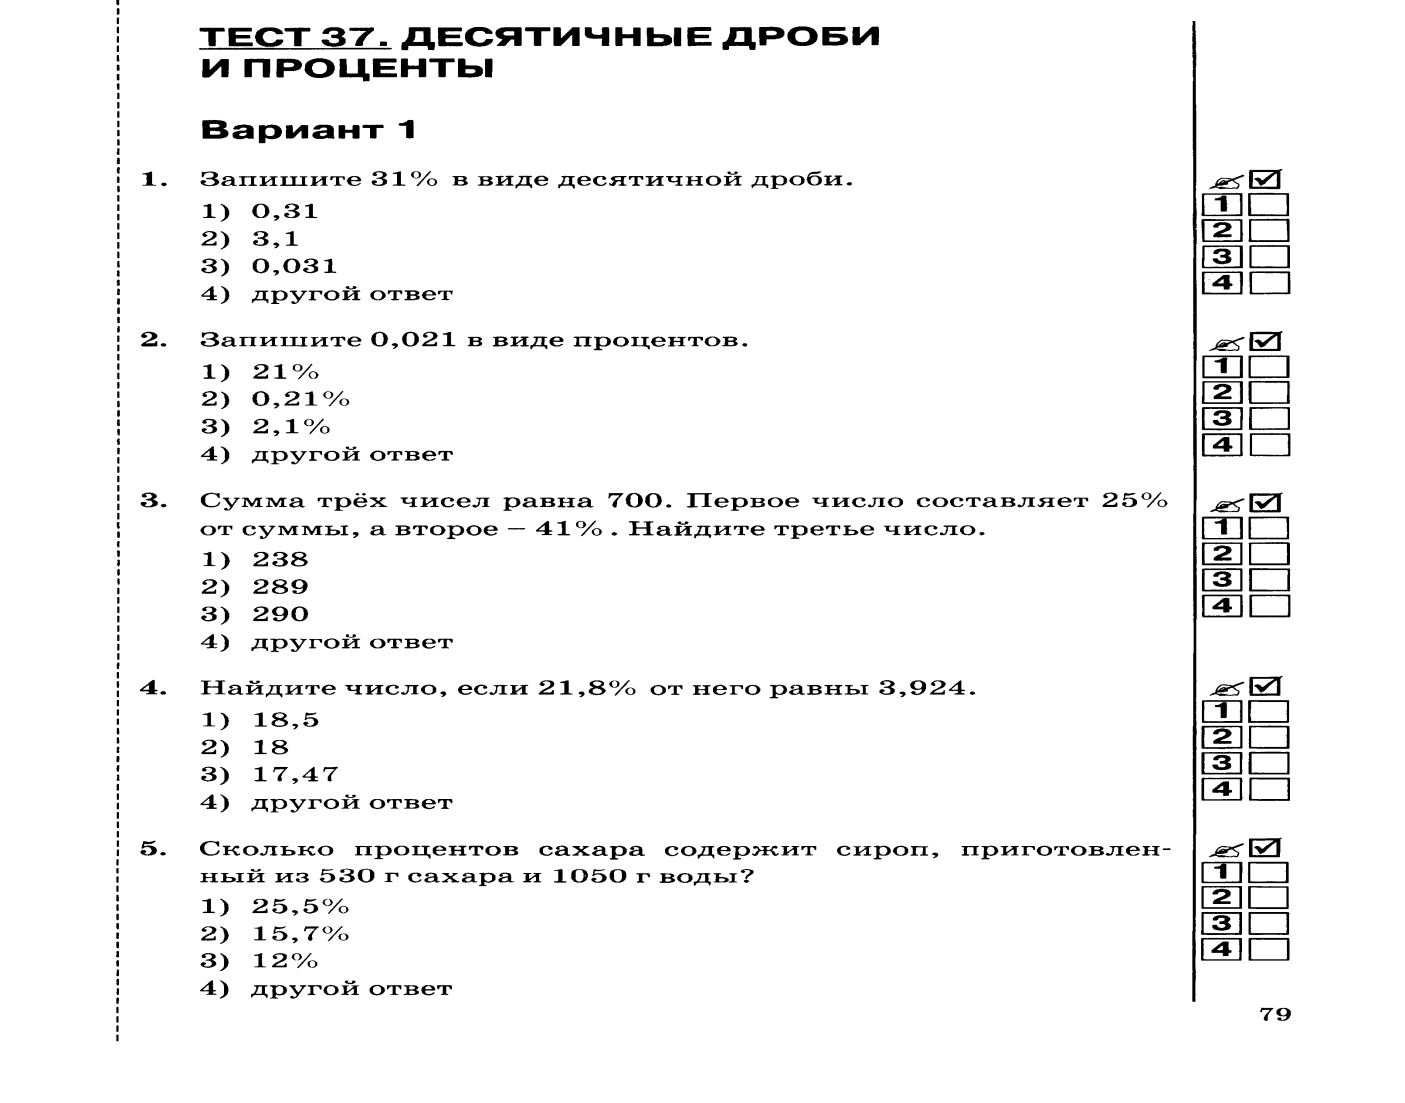 ТЕСТ 37. ДЕСЯТИЧНЫЕ ДРОБИ
И ПРОЦЕНТЫ
Вариант 1
1. Запишите 31% в виде десятичной дроби.
1) 0,31
2) 3,1
3) 0,031
4) другой ответ
1
2
3
4
2. Запишите 0,021 в виде процентов.
1) 21%
2) 0,21%
3) 2,1%
4) другой ответ
1
2
3
4
3. Сумма трёх чисел равна 700. Первое число составляет 25%
от суммы, а второе – 41% . Найдите третье число.
1) 238
2) 289
3) 290
4) другой ответ
1
2
3
4
4. Найдите число, если 21,8% от него равны 3,924.
1) 18,5
2) 18
3) 17,47
4) другой ответ
1
2
3
4
5. Сколько процентов сахара содержит сироп, приготовлен-
ный из 530 г сахара и 1050 г воды?
1) 25,5%
2) 15,7%
3) 12%
4) другой ответ
1
2
3
4
79